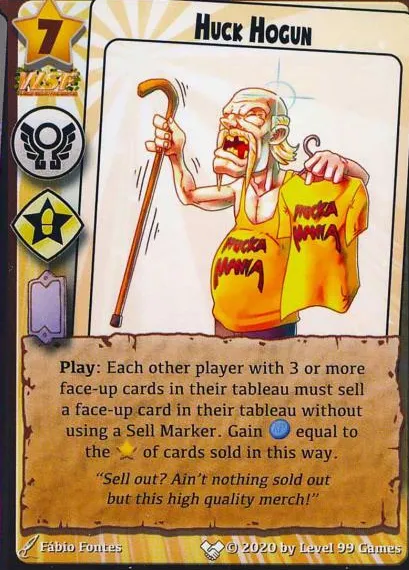 7
HUCK HOGUN
WSF
HUCKA
MANIA
HUCKA
MANIA
Play: Each other player with 3 or more
face-up cards in their tableau must sell
a face-up card in their tableau without
using a Sell Marker. Gain equal to
the of cards sold in this way.
"Sell out? Ain't nothing sold out
but this high quality merch!"
Fábio Fontes
© 2020 by Level 99 Games